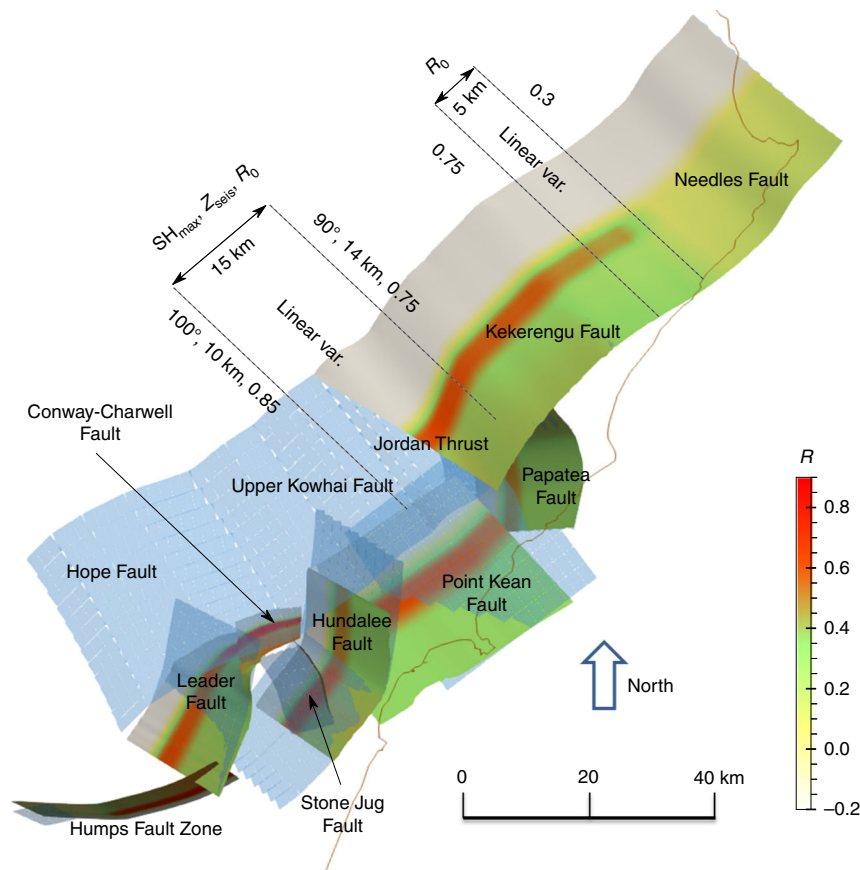 R0
5 km
0.3
Linear var.
0.75
Needles Fault
SHmax, Zseis, R0
15 km
90°, 14 km, 0.75
Linear var.
100°, 10 km, 0.85
Kekerengu Fault
Conway-Charwell
Fault
Jordan Thrust
Upper Kowhai Fault
Papatea
Fault
R
0.8
0.6
0.4
0.2
0.0
–0.2
Hope Fault
Point Kean
Fault
Hundalee
Fault
Leader
Fault
North
Stone Jug
Fault
Humps Fault Zone
0
20
40 km